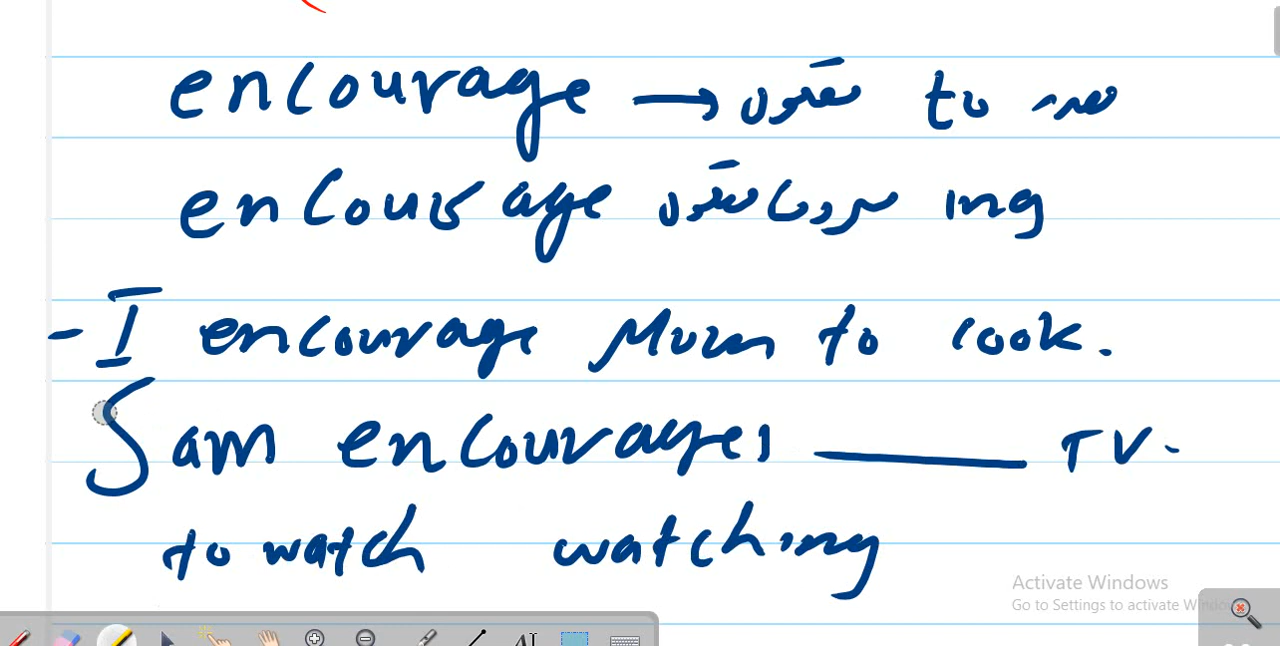 encourage → مفعول to مصدر
encourage بدون مفعول ing
- I encourage Mum to cook.
Sam encourages ______ TV.
to watch watching
Activate Windows
Go to Settings to activate Windows